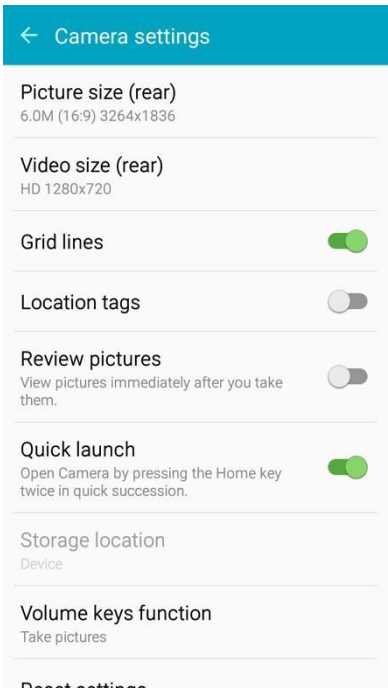 Camera settings
Picture size (rear)
6.0M (16:9) 3264x1836
Video size (rear)
HD 1280x720
Grid lines
Location tags
Review pictures
View pictures immediately after you take
them.
Quick launch
Open Camera by pressing the Home key
twice in quick succession.
Storage location
Device
Volume keys function
Take pictures
Reset settings